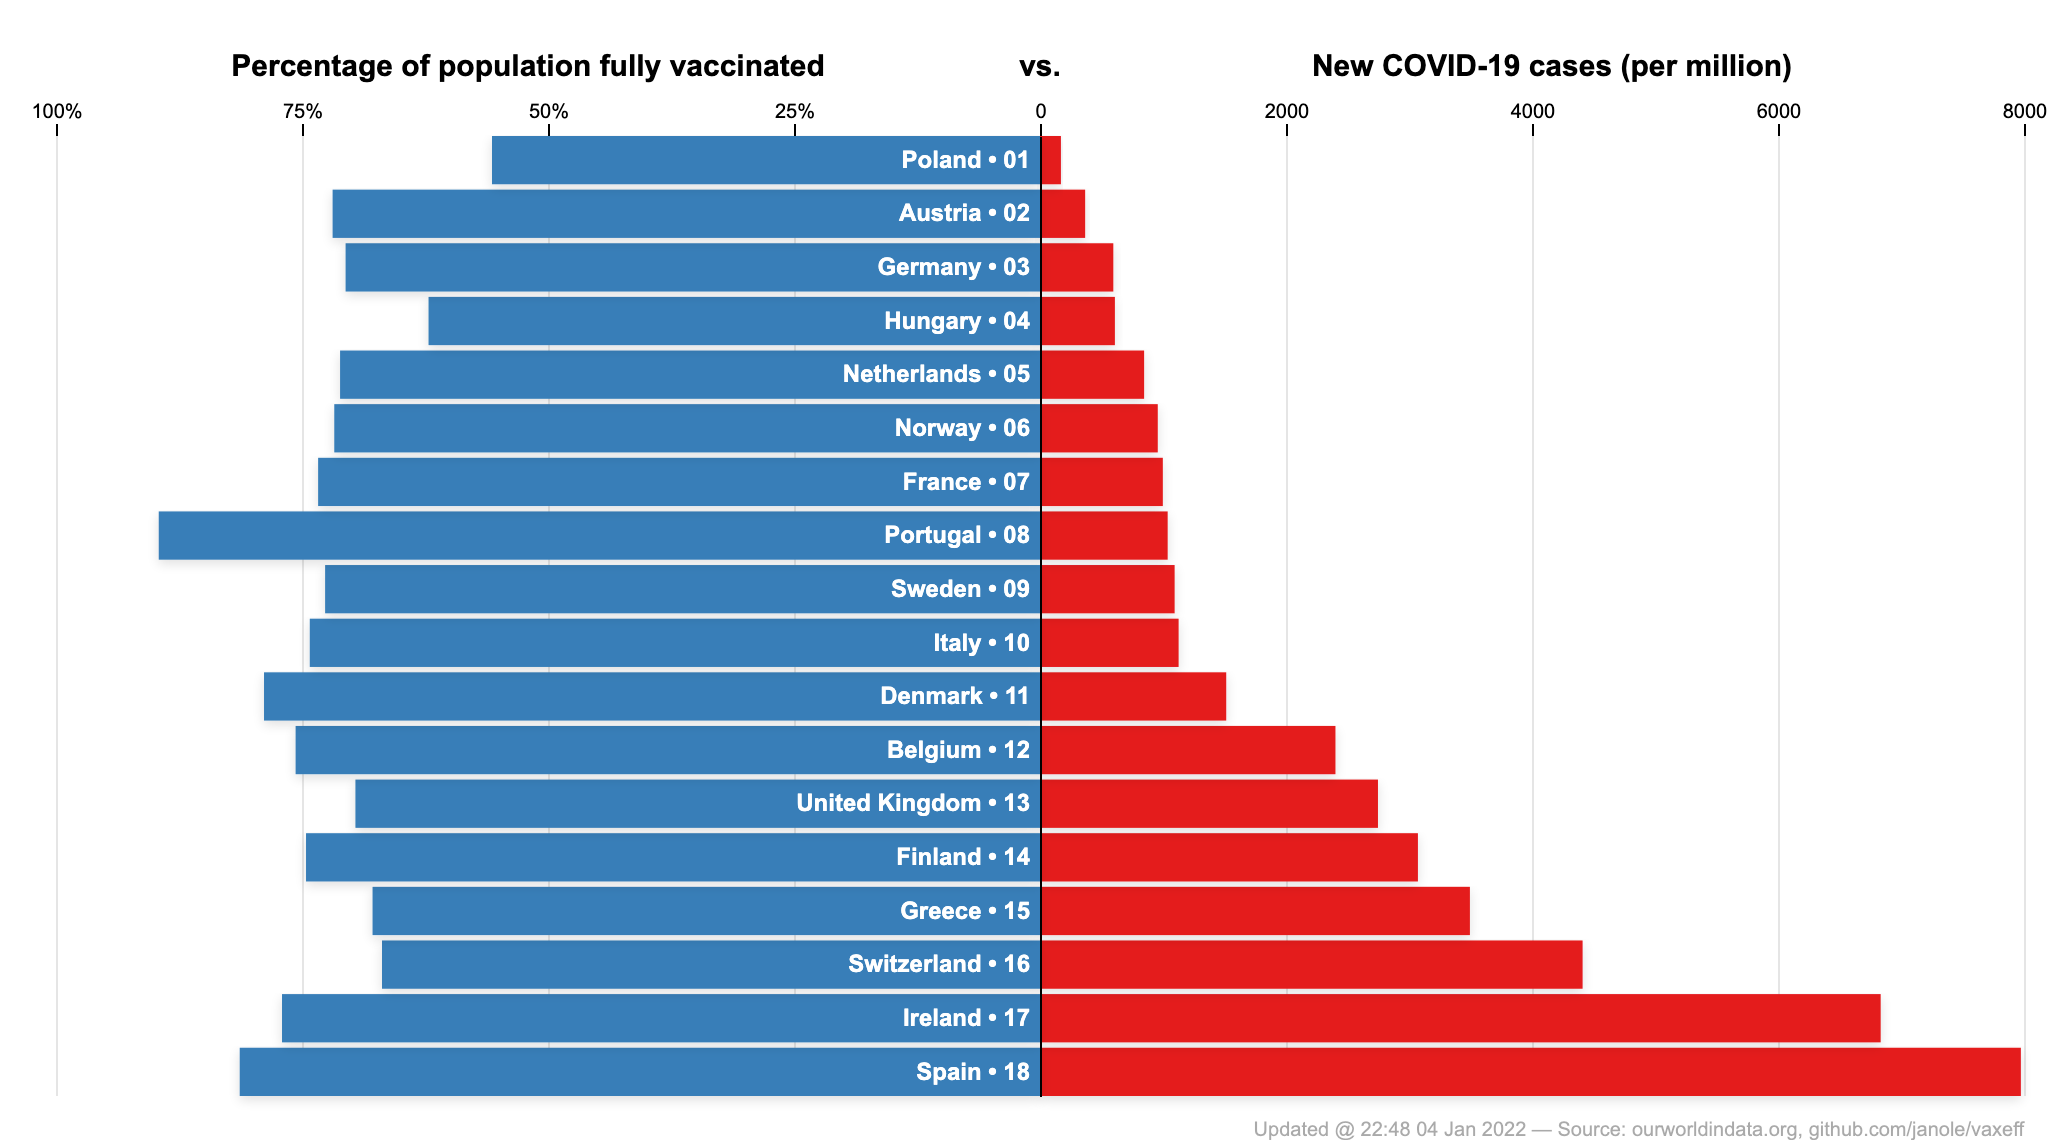 Percentage of population fully vaccinated vs. New COVID-19 cases (per million)
100% 75% 50% 25% 0 2000 4000 6000 8000
Poland • 01
Austria • 02
Germany • 03
Hungary • 04
Netherlands • 05
Norway • 06
France • 07
Portugal • 08
Sweden • 09
Italy • 10
Denmark • 11
Belgium • 12
United Kingdom • 13
Finland • 14
Greece • 15
Switzerland • 16
Ireland • 17
Spain • 18
Updated @ 22:48 04 Jan 2022 — Source: ourworldindata.org, github.com/janole/vaxeff